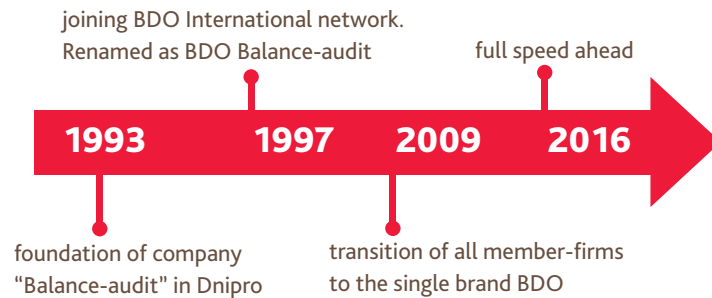 joining BDO International network.
Renamed as BDO Balance-audit
full speed ahead
1993
1997
2009
2016
foundation of company
“Balance-audit” in Dnipro
transition of all member-firms
to the single brand BDO